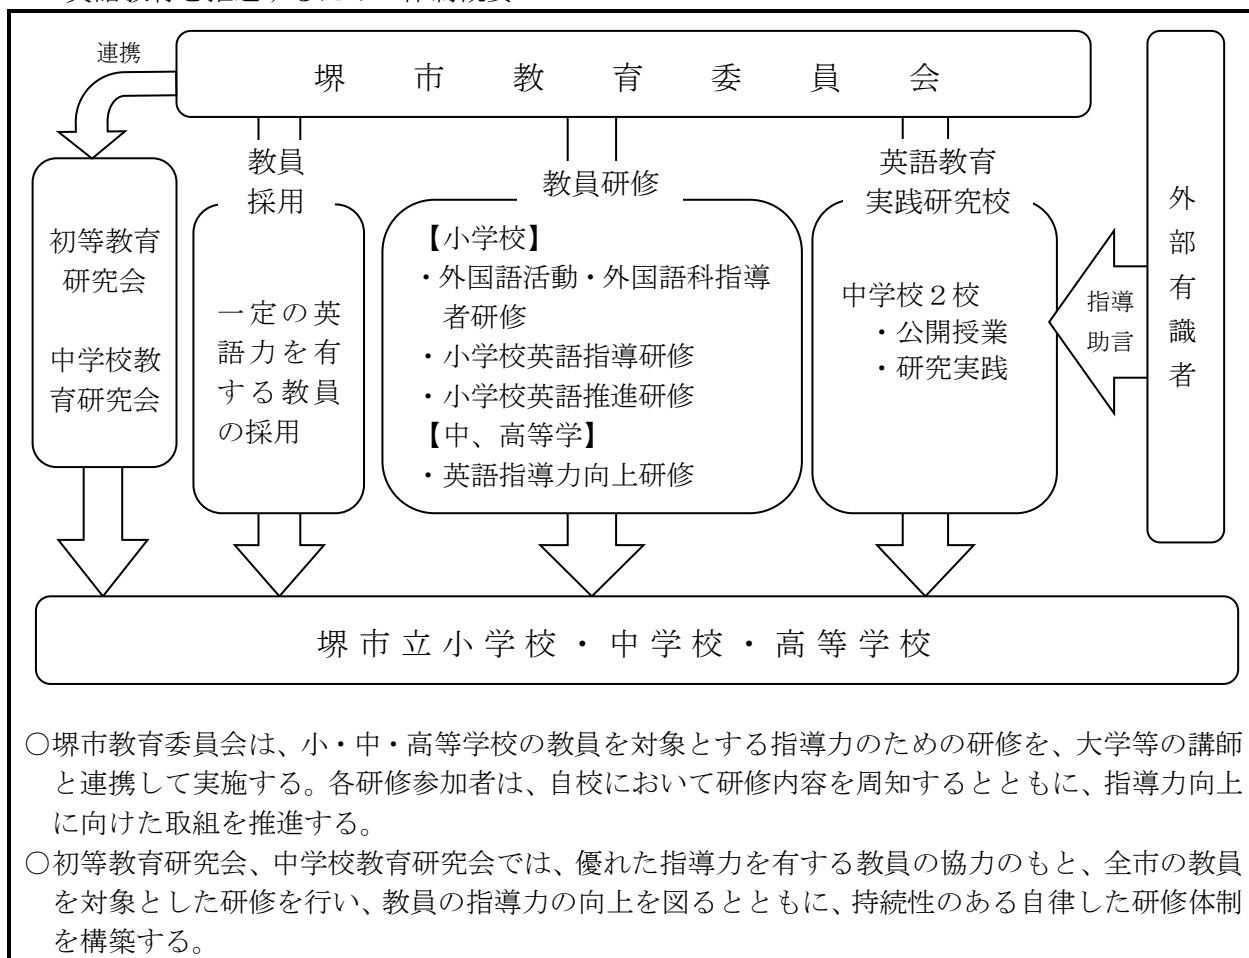 連携
堺市教育委員会
教員
採用
教員研修
英語教育
実践研究校
初等教育
研究会
中学校教
育研究会
一定の英
語力を有
する教員
の採用
【小学校】
・外国語活動・外国語科指導
者研修
・小学校英語指導研修
・小学校英語推進研修
【中、高等学】
・英語指導力向上研修
中学校２校
・公開授業
・研究実践
指導
助言
外部有識者
堺市立小学校・中学校・高等学校
○堺市教育委員会は、小・中・高等学校の教員を対象とする指導力のための研修を、大学等の講師
と連携して実施する。各研修参加者は、自校において研修内容を周知するとともに、指導力向上
に向けた取組を推進する。
○初等教育研究会、中学校教育研究会では、優れた指導力を有する教員の協力のもと、全市の教員
を対象とした研修を行い、教員の指導力の向上を図るとともに、持続性のある自律した研修体制
を構築する。